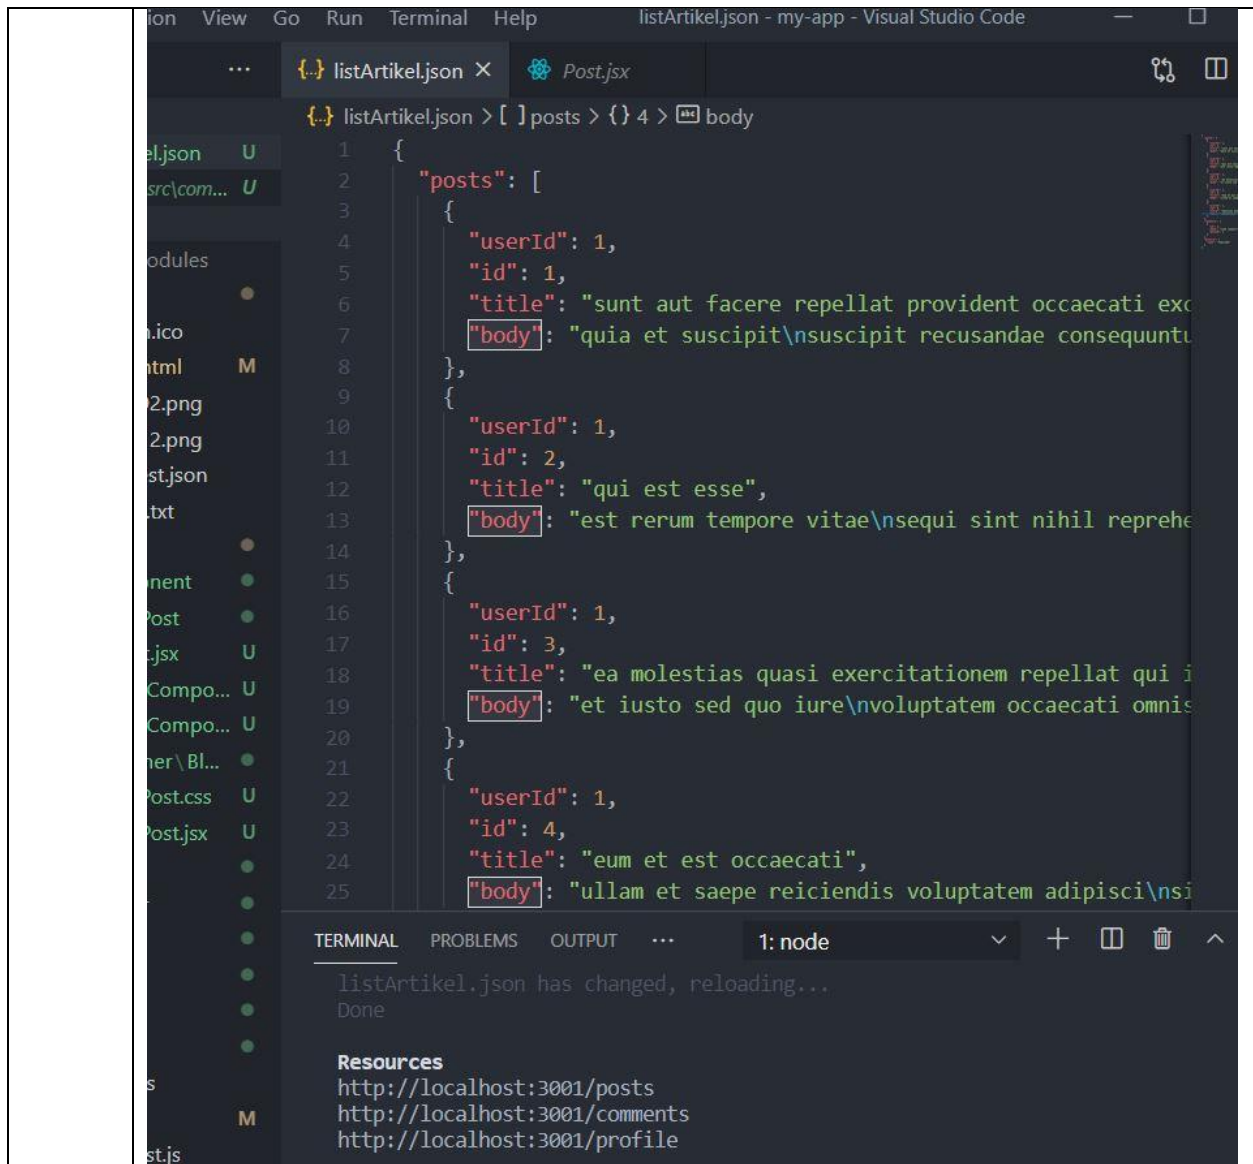 ion View Go Run Terminal Help listArtikel.json - my-app - Visual Studio Code
{..} listArtikel.json × Post.jsx
{..} listArtikel.json > [ ] posts > {} 4 > abc body
el.json U
src\com... U
odules
n.ico
html M
02.png
2.png
st.json
.txt
onent
Post
t.jsx U
Compo... U
Compo... U
ner\Bl...
Post.css U
Post.jsx U
s
M
st.js
1 {
2 "posts": [
3 {
4 "userId": 1,
5 "id": 1,
6 "title": "sunt aut facere repellat provident occaecati exc
7 "body": "quia et suscipit\nsuscipit recusandae consequuntu
8 },
9 {
10 "userId": 1,
11 "id": 2,
12 "title": "qui est esse",
13 "body": "est rerum tempore vitae\nsequi sint nihil reprehe
14 },
15 {
16 "userId": 1,
17 "id": 3,
18 "title": "ea molestias quasi exercitationem repellat qui i
19 "body": "et iusto sed quo iure\nvoluptatem occaecati omnis
20 },
21 {
22 "userId": 1,
23 "id": 4,
24 "title": "eum et est occaecati",
25 "body": "ullam et saepe reiciendis voluptatem adipisci\nsi
TERMINAL PROBLEMS OUTPUT ... 1: node
listArtikel.json has changed, reloading...
Done
Resources
http://localhost:3001/posts
http://localhost:3001/comments
http://localhost:3001/profile